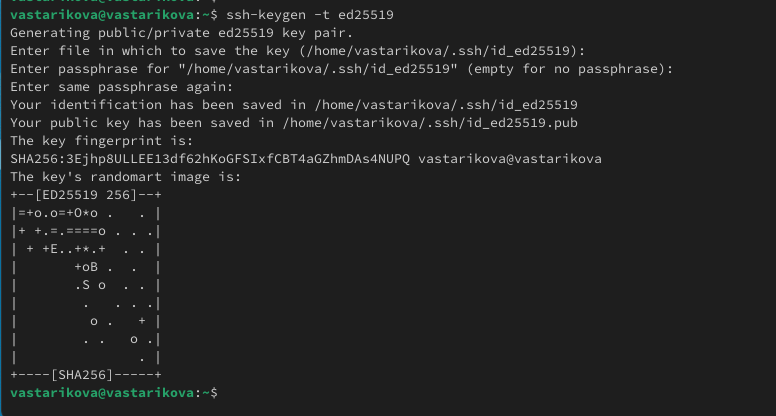 vastarikova@vastarikova:~$ ssh-keygen -t ed25519
Generating public/private ed25519 key pair.
Enter file in which to save the key (/home/vastarikova/.ssh/id_ed25519):
Enter passphrase for "/home/vastarikova/.ssh/id_ed25519" (empty for no passphrase):
Enter same passphrase again:
Your identification has been saved in /home/vastarikova/.ssh/id_ed25519
Your public key has been saved in /home/vastarikova/.ssh/id_ed25519.pub
The key fingerprint is:
SHA256:3Ejhp8ULLEE13df62hKoGFSIxfCBT4aGZhmDAs4NUPQ vastarikova@vastarikova
The key's randomart image is:
+--[ED25519 256]--+
|=+o.o=+O*o .   . |
|+ +.=.====o . . .|
| + +E..+*.+  . . |
|       +oB .  .  |
|       .S o  . . |
|        .   . . .|
|         o .   + |
|        . .   o .|
|               . |
+----[SHA256]-----+
vastarikova@vastarikova:~$